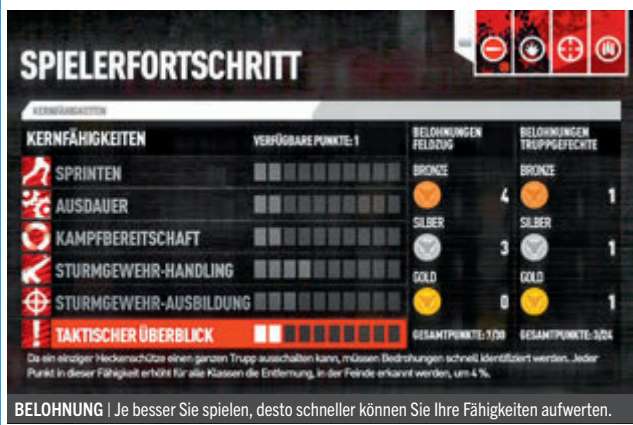 SPIELERFORTSCHRITT
KERNFÄHIGKEITEN
KERNFÄHIGKEITEN
VERFÜGBARE PUNKTE: 1
BELOHNUNGEN FELDZUG
BELOHNUNGEN TRUPPGEFECHTE
SPRINTEN
BRONZE
BRONZE
AUSDAUER
4
1
KAMPFBEREITSCHAFT
SILBER
SILBER
3
1
STURMGEWEHR-HANDLING
GOLD
GOLD
STURMGEWEHR-AUSBILDUNG
0
1
TAKTISCHER ÜBERBLICK
GESAMTPUNKTE: 7/30
GESAMTPUNKTE: 3/24
Da ein einziger Heckenschütze einen ganzen Trupp ausschalten kann, müssen Bedrohungen schnell identifiziert werden. Jeder
Punkt in dieser Fähigkeit erhöht für alle Klassen die Entfernung, in der Feinde erkannt werden, um 4 %.
BELOHNUNG | Je besser Sie spielen, desto schneller können Sie Ihre Fähigkeiten aufwerten.